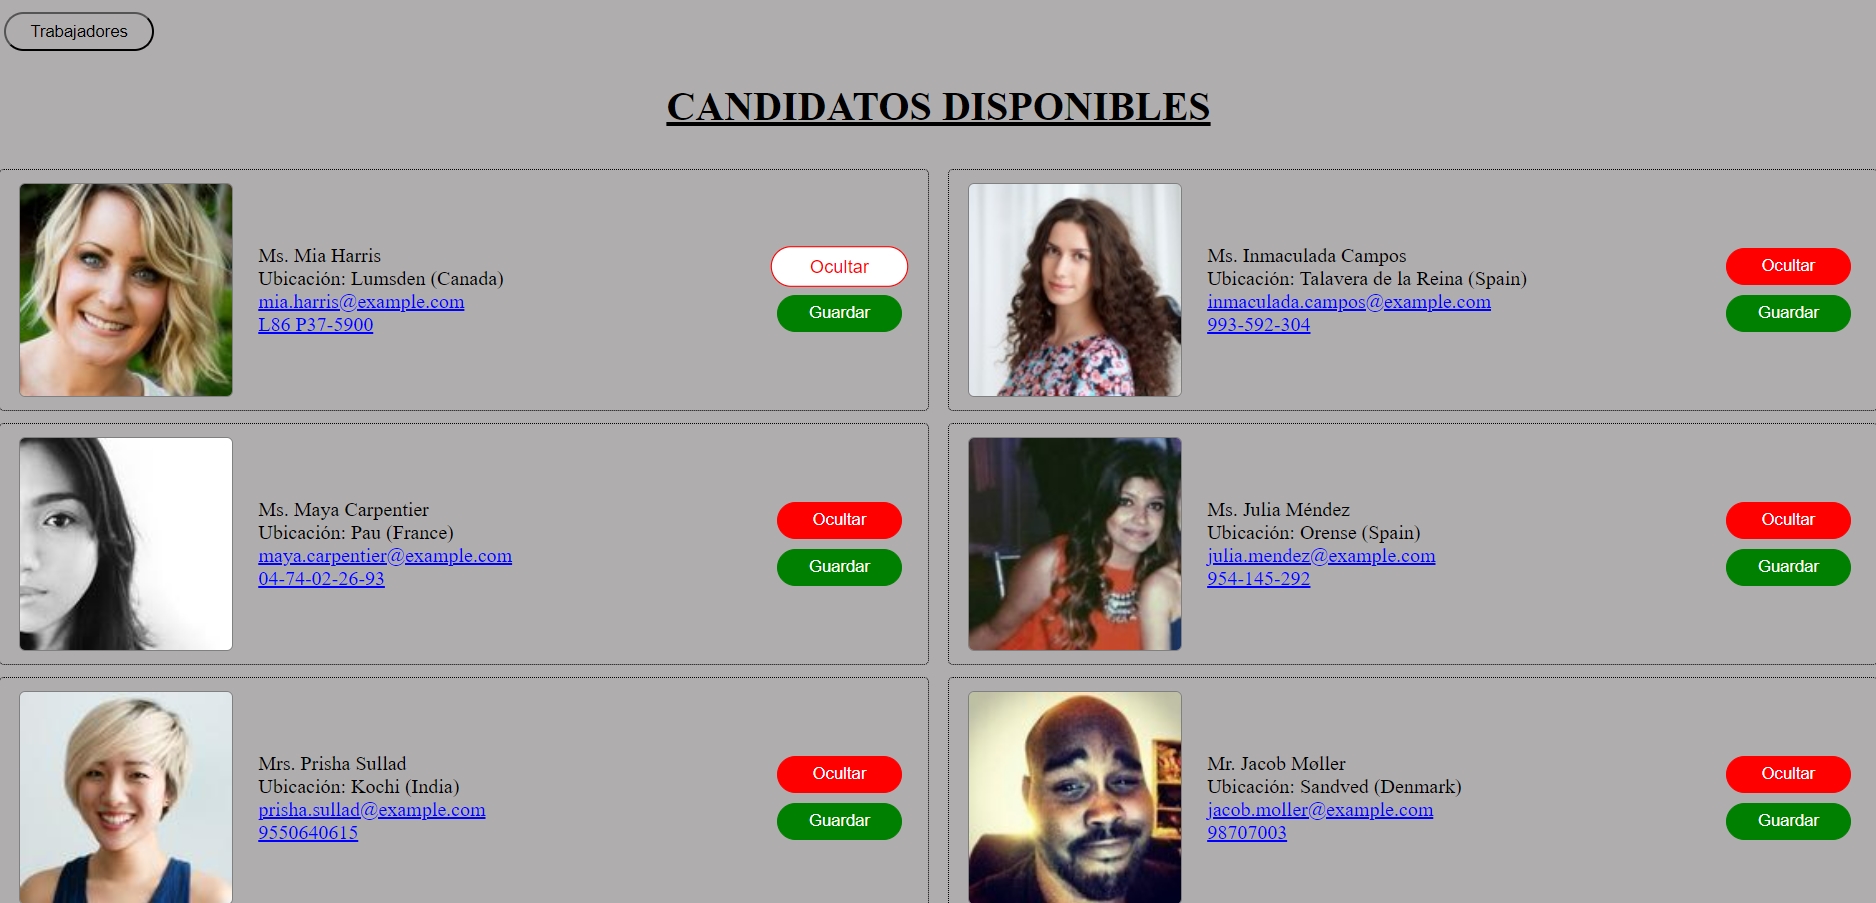 Trabajadores
CANDIDATOS DISPONIBLES
Ms. Mia Harris
Ubicación: Lumsden (Canada)
mia.harris@example.com
L86 P37-5900
Ocultar
Guardar
Ms. Inmaculada Campos
Ubicación: Talavera de la Reina (Spain)
inmaculada.campos@example.com
993-592-304
Ocultar
Guardar
Ms. Maya Carpentier
Ubicación: Pau (France)
maya.carpentier@example.com
04-74-02-26-93
Ocultar
Guardar
Ms. Julia Méndez
Ubicación: Orense (Spain)
julia.mendez@example.com
954-145-292
Ocultar
Guardar
Mrs. Prisha Sullad
Ubicación: Kochi (India)
prisha.sullad@example.com
9550640615
Ocultar
Guardar
Mr. Jacob Møller
Ubicación: Sandved (Denmark)
jacob.moller@example.com
98707003
Ocultar
Guardar